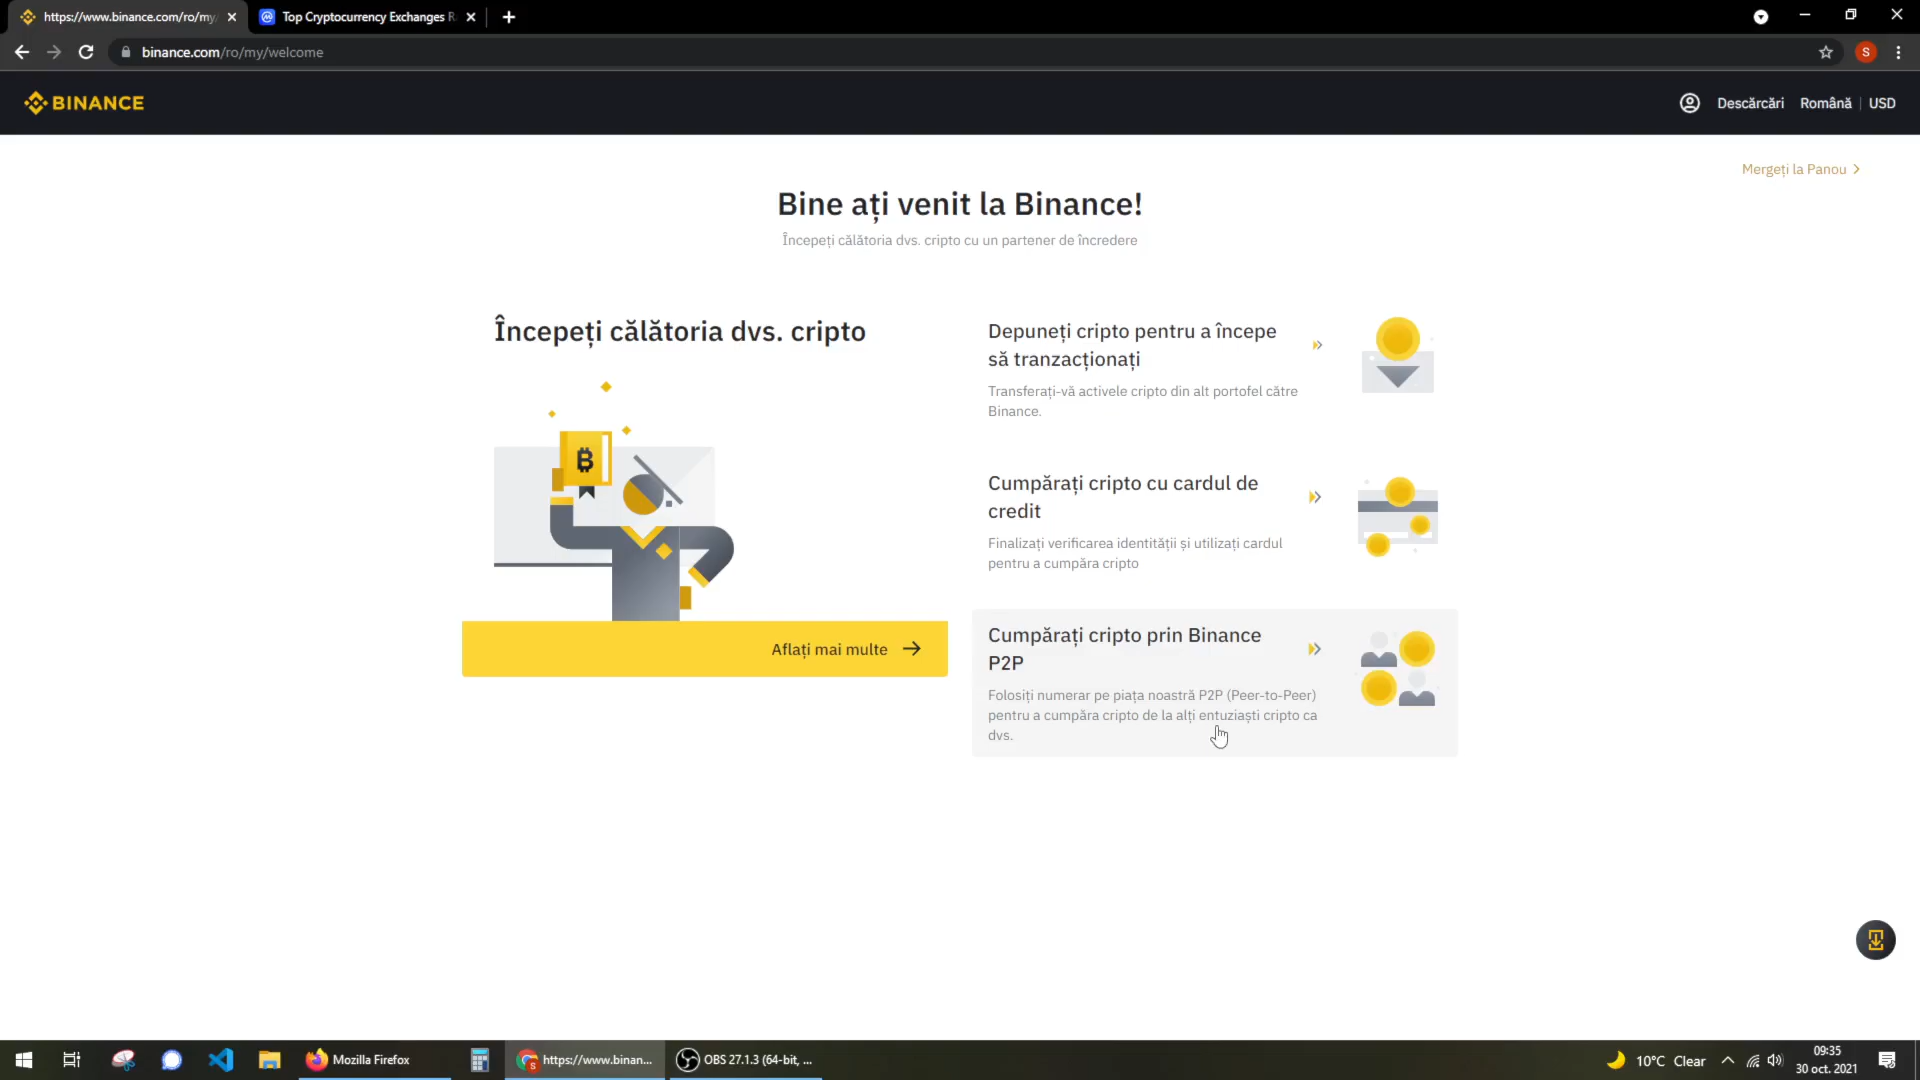 https://www.binance.com/ro/my/
Top Cryptocurrency Exchanges R
binance.com/ro/my/welcome
S
BINANCE
Descărcări
Română
USD
Mergeți la Panou
Bine ați venit la Binance!
Începeți călătoria dvs. cripto cu un partener de încredere
Începeți călătoria dvs. cripto
Aflați mai multe
Depuneți cripto pentru a începe
să tranzacționați
Transferați-vă activele cripto din alt portofel către
Binance.
Cumpărați cripto cu cardul de
credit
Finalizați verificarea identității și utilizați cardul
pentru a cumpăra cripto
Cumpărați cripto prin Binance
P2P
Folosiți numerar pe piața noastră P2P (Peer-to-Peer)
pentru a cumpăra cripto de la alți entuziaști cripto ca
dvs.
Mozilla Firefox
https://www.binan...
OBS 27.1.3 (64-bit, ...
10°C Clear
09:35
30 oct. 2021